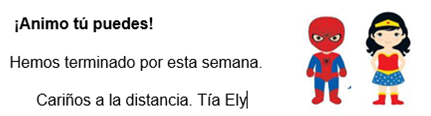 ¡Animo tú puedes!
Hemos terminado por esta semana.
Cariños a la distancia. Tía Ely